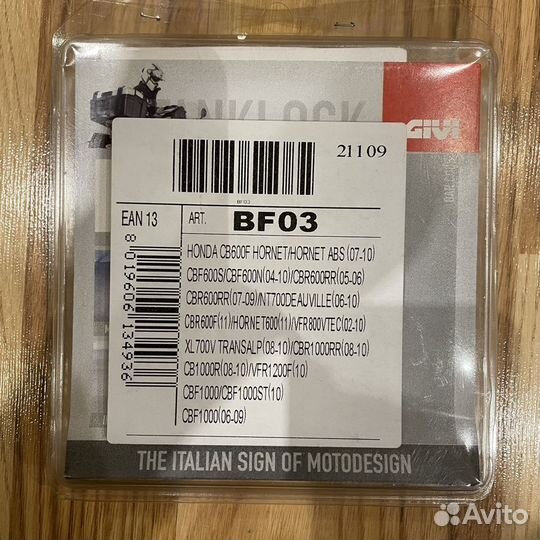 TANKLOCK
GIVI
21109
BF03
EAN 13
ART. BF03
8 019606 134936
HONDA CB600F HORNET/HORNET ABS (07-10)
CBF600S/CBF600N(04-10)/CBR600RR(05-06)
CBR600RR(07-09)/NT700DEAUVILLE(06-10)
CBR600F(11)/HORNET600(11)/VFR800VTEC(02-10)
XL700V TRANSALP(08-10)/CBR1000RR(08-10)
CB1000R(08-10)/VFR1200F(10)
CBF1000/CBF1000ST(10)
CBF1000(06-09)
THE ITALIAN SIGN OF MOTODESIGN
Avito